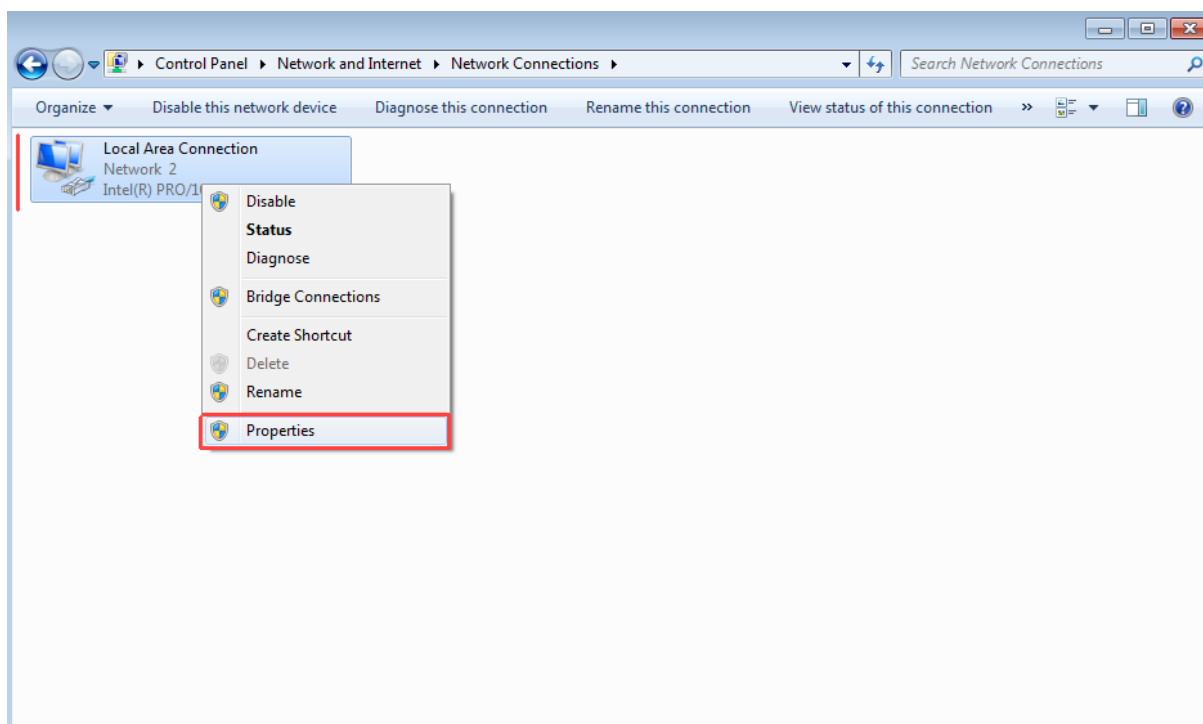 Control Panel Network and Internet Network Connections Search Network Connections
Organize Disable this network device Diagnose this connection Rename this connection View status of this connection »
Local Area Connection
Network 2
Intel(R) PRO/10
Disable
Status
Diagnose
Bridge Connections
Create Shortcut
Delete
Rename
Properties